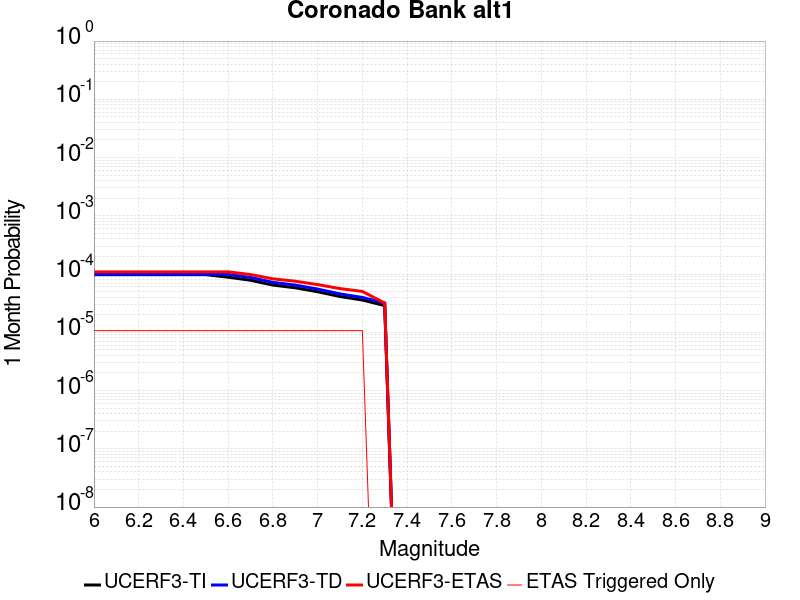 Coronado Bank alt1
10^0
10^-1
10^-2
10^-3
10^-4
10^-5
10^-6
10^-7
10^-8
1 Month Probability
6 6.2 6.4 6.6 6.8 7 7.2 7.4 7.6 7.8 8 8.2 8.4 8.6 8.8 9
Magnitude
UCERF3-TI UCERF3-TD UCERF3-ETAS ETAS Triggered Only